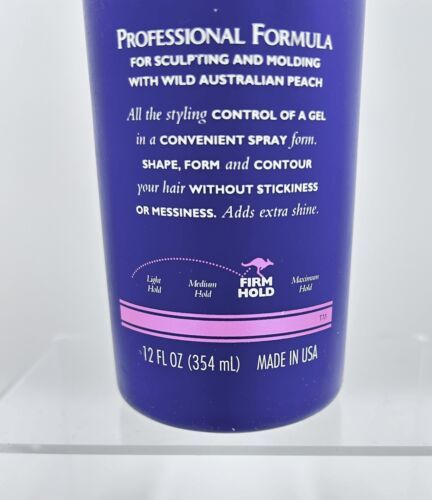 PROFESSIONAL FORMULA
FOR SCULPTING AND MOLDING
WITH WILD AUSTRALIAN PEACH
All the styling CONTROL OF A GEL
in a CONVENIENT SPRAY form.
SHAPE, FORM and CONTOUR
your hair WITHOUT STICKINESS
OR MESSINESS. Adds extra shine.
Light Hold
Medium Hold
FIRM HOLD
Maximum Hold
12 FL OZ (354 mL) MADE IN USA